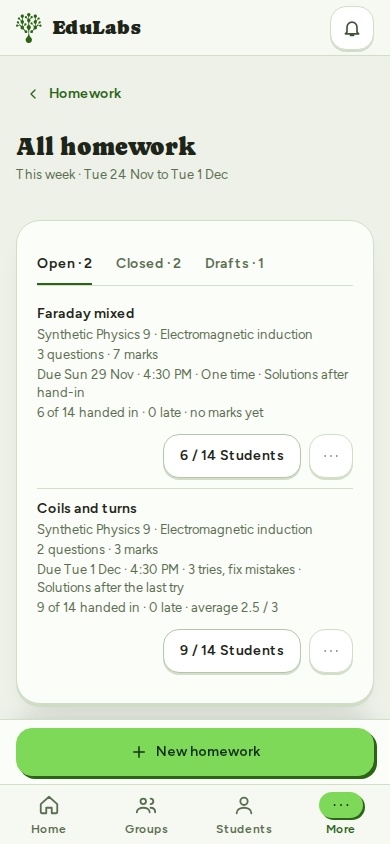 EduLabs
Homework
All homework
This week · Tue 24 Nov to Tue 1 Dec
Open · 2
Closed · 2
Drafts · 1
Faraday mixed
Synthetic Physics 9 · Electromagnetic induction
3 questions · 7 marks
Due Sun 29 Nov · 4:30 PM · One time · Solutions after
hand-in
6 of 14 handed in · 0 late · no marks yet
6 / 14 Students
···
Coils and turns
Synthetic Physics 9 · Electromagnetic induction
2 questions · 3 marks
Due Tue 1 Dec · 4:30 PM · 3 tries, fix mistakes ·
Solutions after the last try
9 of 14 handed in · 0 late · average 2.5 / 3
9 / 14 Students
···
New homework
Home
Groups
Students
More